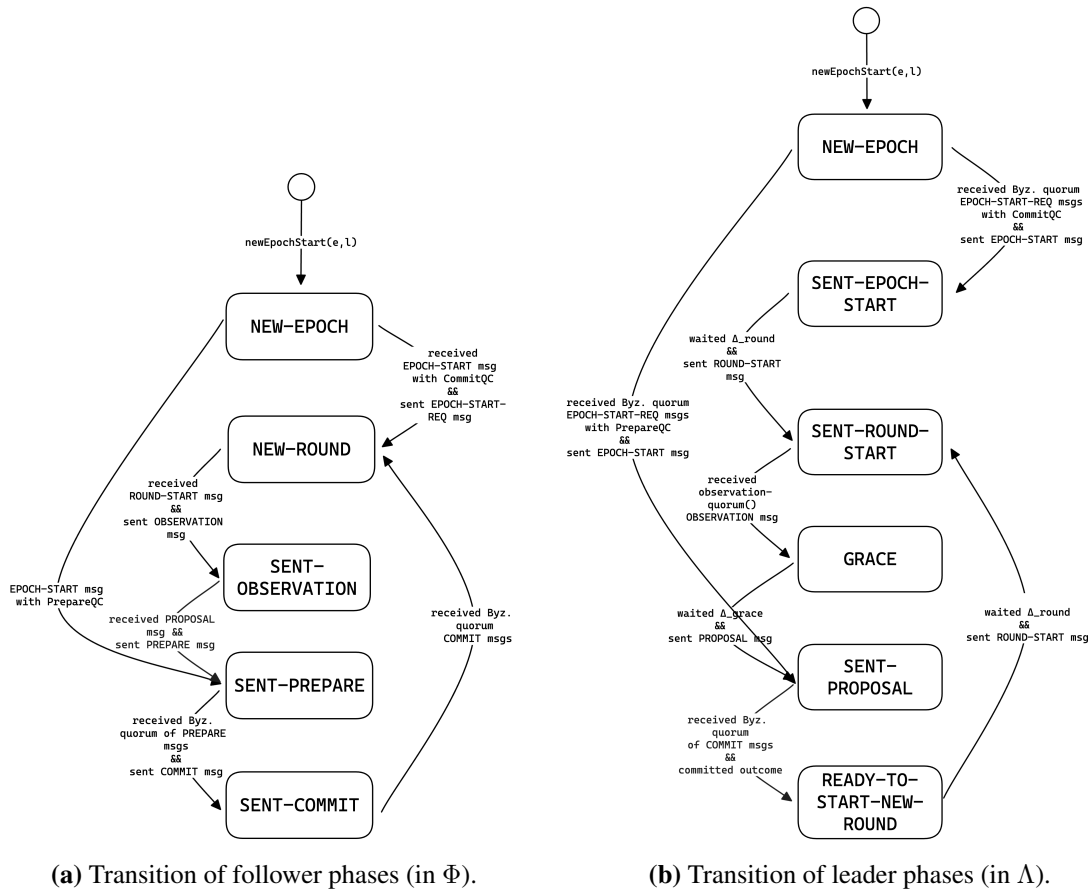 newEpochStart(e,l)
NEW-EPOCH
received
EPOCH-START msg
with CommitQC
&&
sent EPOCH-START-
REQ msg
NEW-ROUND
received
ROUND-START msg
&&
sent OBSERVATION
msg
SENT-
OBSERVATION
EPOCH-START msg
with PrepareQC
received PROPOSAL
msg &&
sent PREPARE msg
received Byz.
quorum
COMMIT msgs
SENT-PREPARE
received Byz.
quorum of PREPARE
msgs
&&
sent COMMIT msg
SENT-COMMIT
(a) Transition of follower phases (in Φ).
newEpochStart(e,l)
NEW-EPOCH
received Byz. quorum
EPOCH-START-REQ msgs
with CommitQC
&&
sent EPOCH-START msg
SENT-EPOCH-
START
waited Δ_round
&&
sent ROUND-START
msg
received Byz. quorum
EPOCH-START-REQ msgs
with PrepareQC
&&
sent EPOCH-START msg
SENT-ROUND-
START
received
observation-
quorum()
OBSERVATION msg
GRACE
waited Δ_grace
&&
sent PROPOSAL msg
waited Δ_round
&&
sent ROUND-START msg
SENT-
PROPOSAL
received Byz.
quorum
of COMMIT msgs
&&
committed outcome
READY-TO-
START-NEW-
ROUND
(b) Transition of leader phases (in Λ).